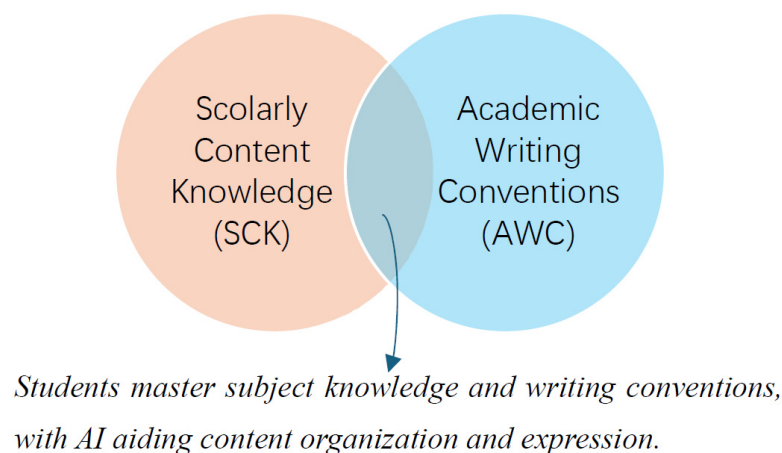 Scolarly
Content
Knowledge
(SCK)
Academic
Writing
Conventions
(AWC)
Students master subject knowledge and writing conventions,
with AI aiding content organization and expression.